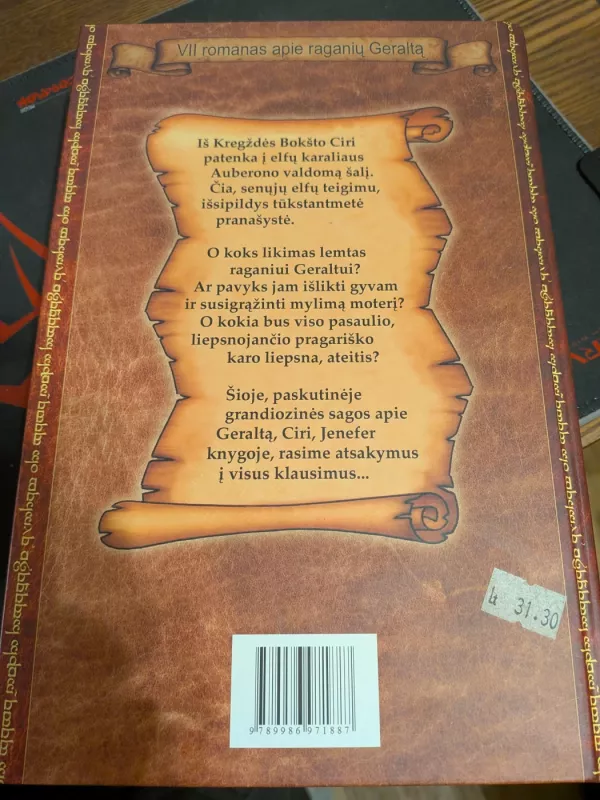 VII romanas apie raganių Geraltą
Iš Kregždės Bokšto Ciri
patenka į elfų karaliaus
Auberono valdomą šalį.
Čia, senųjų elfų teigimu,
išsipildys tūkstantmetė
pranašystė.
O koks likimas lemtas
raganiui Geraltui?
Ar pavyks jam išlikti gyvam
ir susigrąžinti mylimą moterį?
O kokia bus viso pasaulio,
liepsnojančio pragariško
karo liepsna, ateitis?
Šioje, paskutinėje
grandiozinės sagos apie
Geraltą, Ciri, Jenefer
knygoje, rasime atsakymus
į visus klausimus...
31.30
9 789986 971887